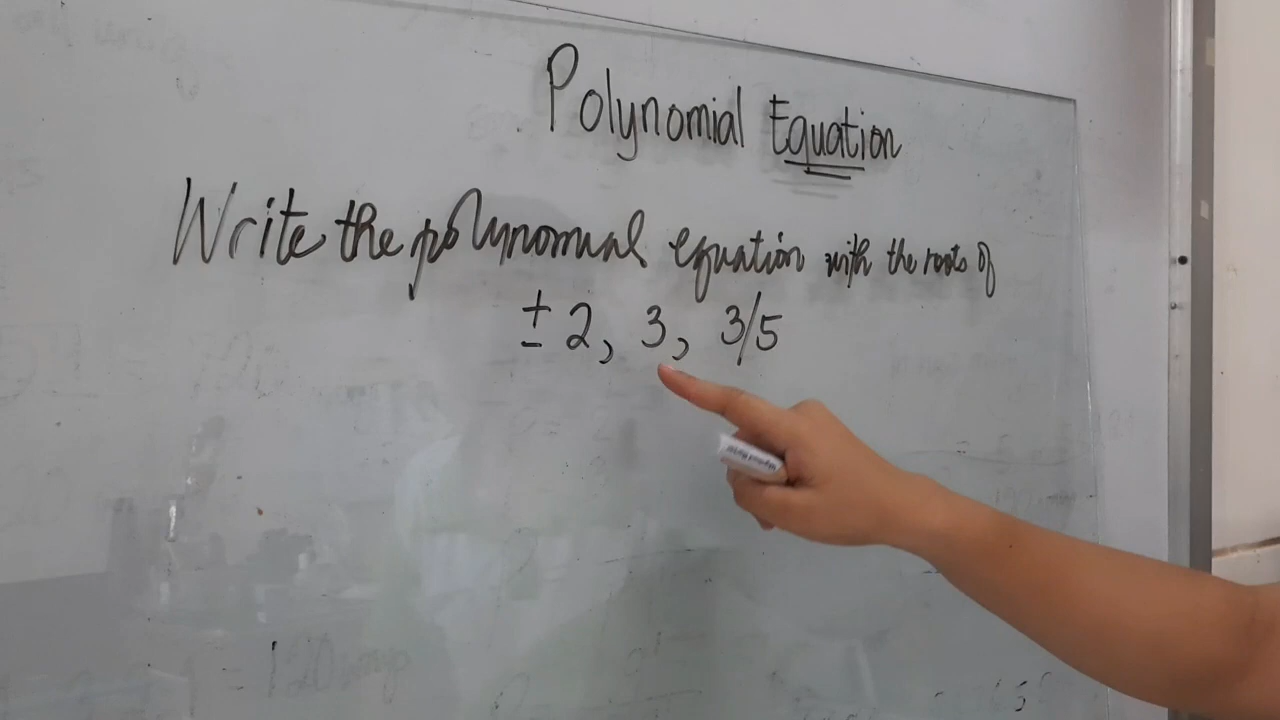 Polynomial Equation
Write the polynomial equation with the roots of
± 2, 3, 3/5